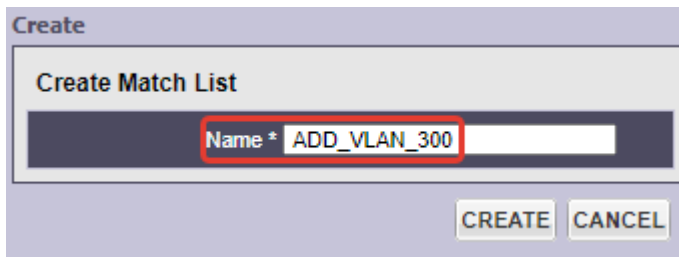 Create
Create Match List
Name * ADD_VLAN_300
CREATE CANCEL